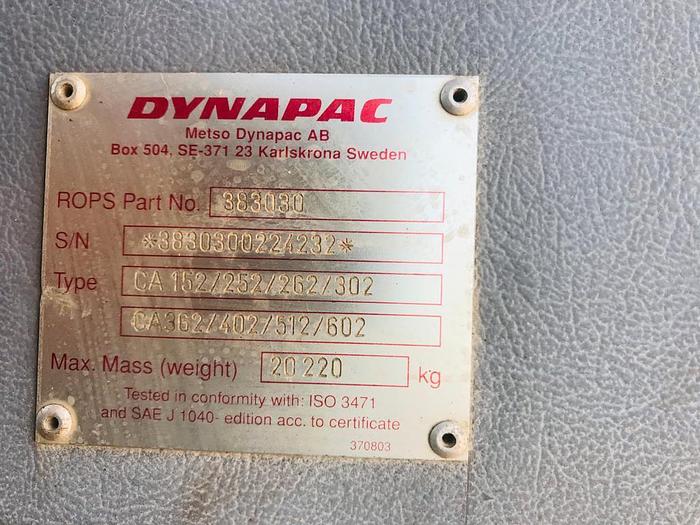 DYNAPAC
Metso Dynapac AB
Box 504, SE-371 23 Karlskrona Sweden
ROPS Part No. 383030
S/N *3830300224232*
Type CA 152/252/262/302
CA362/402/512/602
Max. Mass (weight) 20 220 kg
Tested in conformity with: ISO 3471
and SAE J 1040- edition acc. to certificate
370803